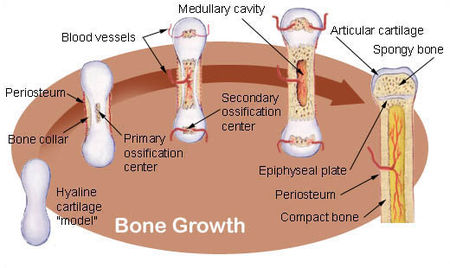 Medullary cavity
Blood vessels
Articular cartilage
Spongy bone
Periosteum
Bone collar
Primary
ossification
center
Secondary
ossification
center
Epiphyseal plate
Periosteum
Compact bone
Hyaline
cartilage
"model"
Bone Growth